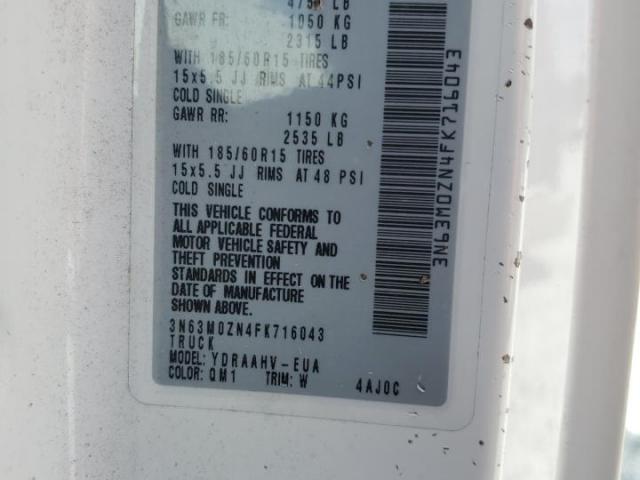 LB
GAWR FR: 1050 KG
2315 LB
WITH 185/60R15 TIRES
15x5.5 JJ RIMS AT 44PSI
COLD SINGLE
GAWR RR: 1150 KG
2535 LB
WITH 185/60R15 TIRES
15x5.5 JJ RIMS AT 48 PSI
COLD SINGLE
THIS VEHICLE CONFORMS TO
ALL APPLICABLE FEDERAL
MOTOR VEHICLE SAFETY AND
THEFT PREVENTION
STANDARDS IN EFFECT ON THE
DATE OF MANUFACTURE
SHOWN ABOVE.
3N63M0ZN4FK716043
TRUCK
MODEL: YDRAAHV-EUA
COLOR: QM1 TRIM: W 4AJ0C
3N63M0ZN4FK716043